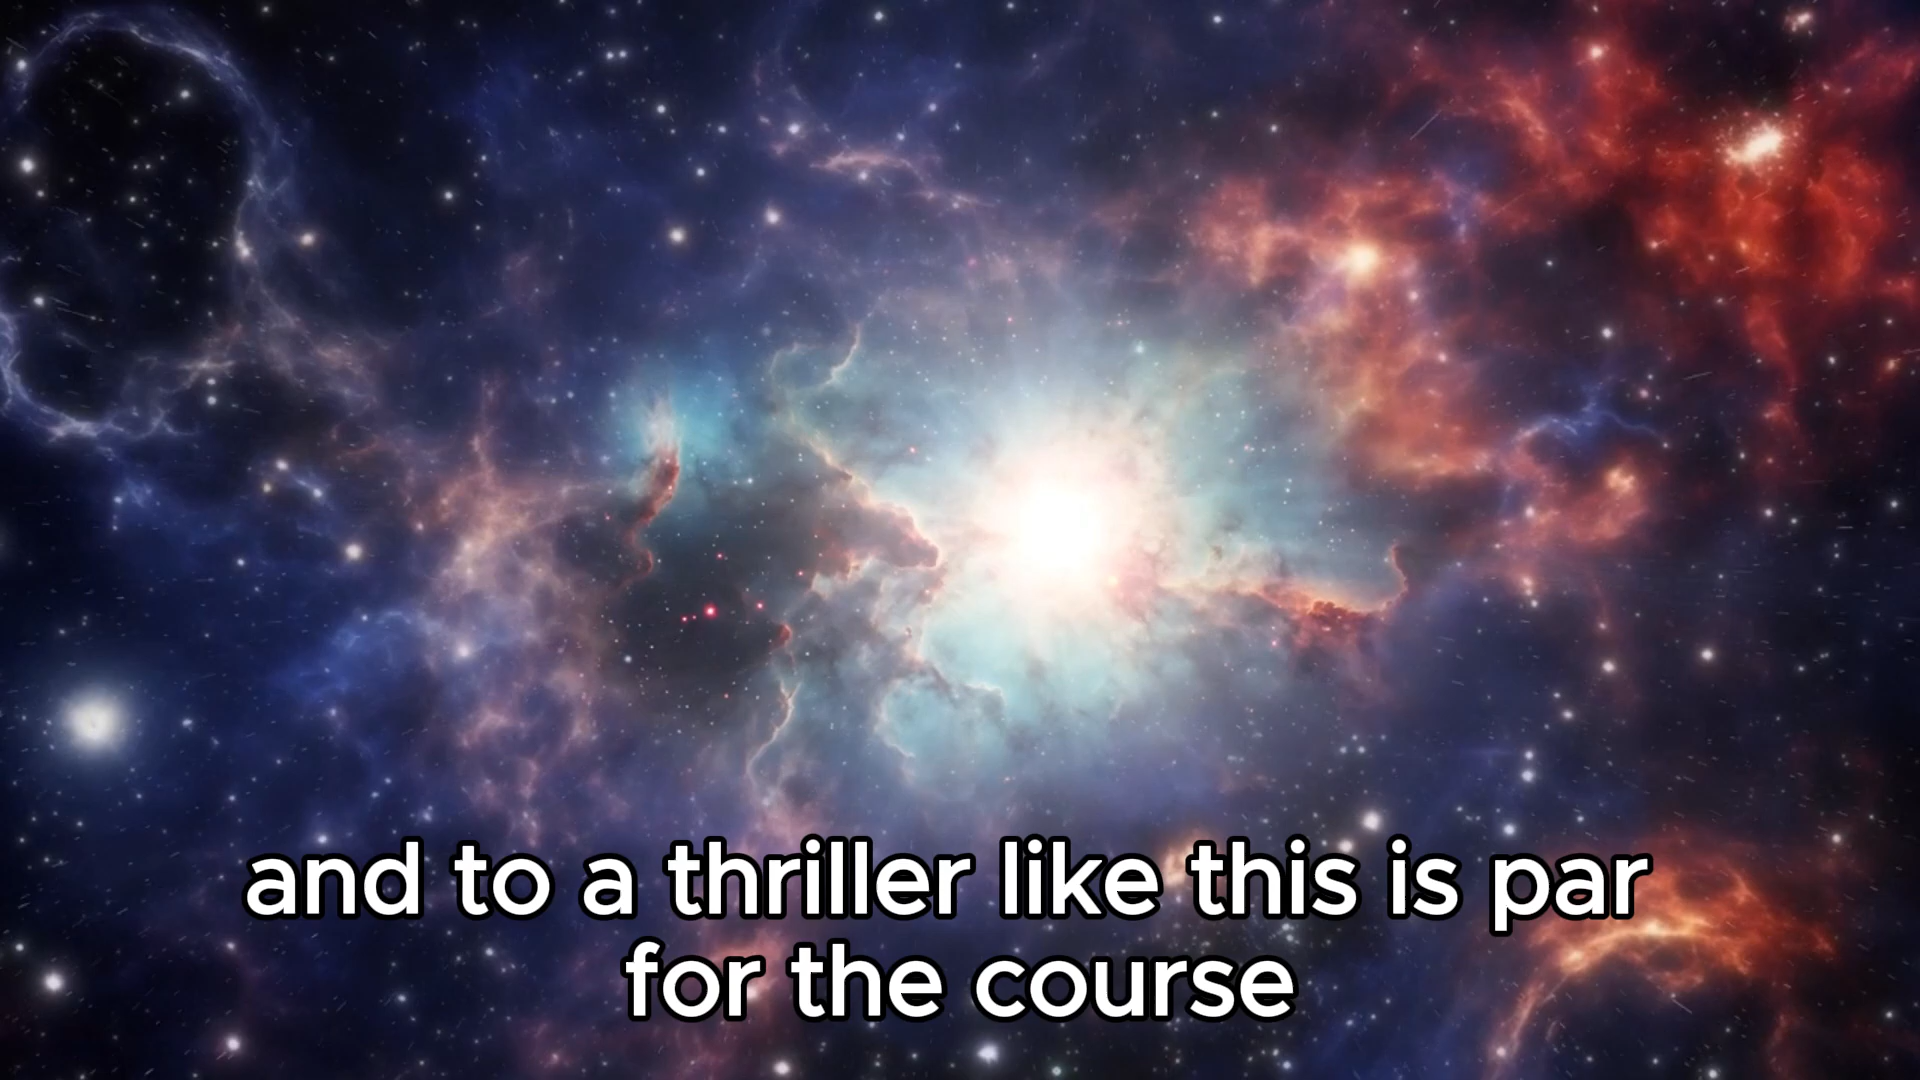 and to a thriller like this is par
for the course